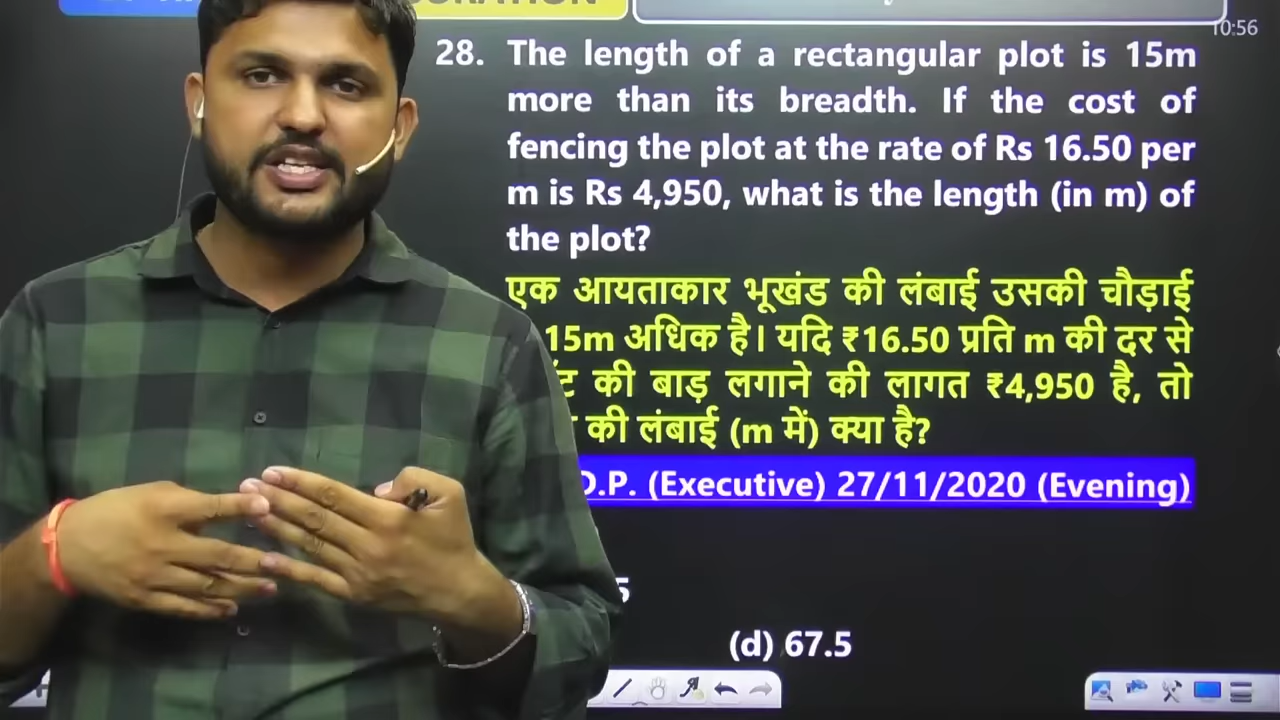 10:56
28. The length of a rectangular plot is 15m
more than its breadth. If the cost of
fencing the plot at the rate of Rs 16.50 per
m is Rs 4,950, what is the length (in m) of
the plot?
एक आयताकार भूखंड की लंबाई उसकी चौड़ाई
15m अधिक है। यदि ₹16.50 प्रति m की दर से
की बाड़ लगाने की लागत ₹4,950 है, तो
की लंबाई (m में) क्या है?
D.P. (Executive) 27/11/2020 (Evening)
5
(d) 67.5